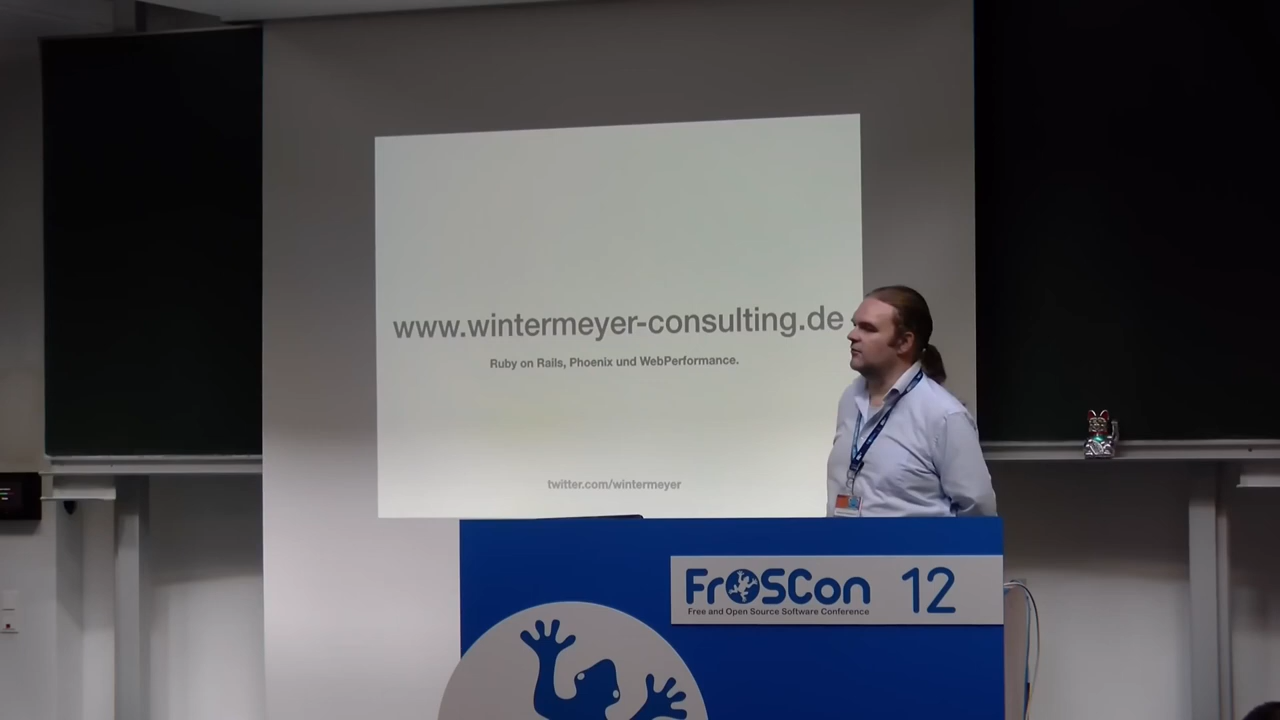 www.wintermeyer-consulting.de
Ruby on Rails, Phoenix und WebPerformance.
twitter.com/wintermeyer
FrOSCon 12
Free and Open Source Software Conference